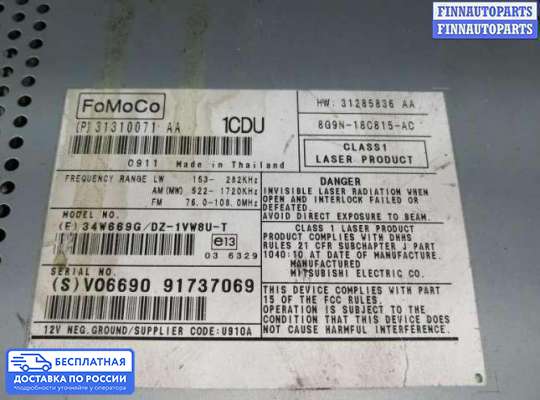 FINNAUTOPARTS
FINNAUTOPARTS
FoMoCo
(P) 31310071 AA
1CDU
C911 Made in Thailand
HW: 31285836 AA
8G9N-18C815-AC
CLASS1
LASER PRODUCT
FREQUENCY RANGE LW 153- 282KHz
AM(MW) 522- 1720KHz
FM 76.0-108.0MHz
MODEL NO.
(E) 34W669G/DZ-1VW8U-T
e13
03 6329
SERIAL NO.
(S)VO6690 91737069
12V NEG.GROUND/SUPPLIER CODE:U910A
DANGER
INVISIBLE LASER RADIATION WHEN
OPEN AND INTERLOCK FAILED OR
DEFEATED
AVOID DIRECT EXPOSURE TO BEAM.
CLASS 1 LASER PRODUCT
PRODUCT COMPLIES WITH DHHS
RULES 21 CFR SUBCHAPTER J PART
1040:10 AT DATE OF MANUFACTURE.
MANUFACTURED
MITSUBISHI ELECTRIC CO.
THIS DEVICE COMPLIES WITH PART
15 OF THE FCC RULES.
OPERATION IS SUBJECT TO
THIS DEVICE DOES NOT
CAUSE HARMFUL INTERFERENCE.
БЕСПЛАТНАЯ
ДОСТАВКА ПО РОССИИ
подробности уточняйте у оператора